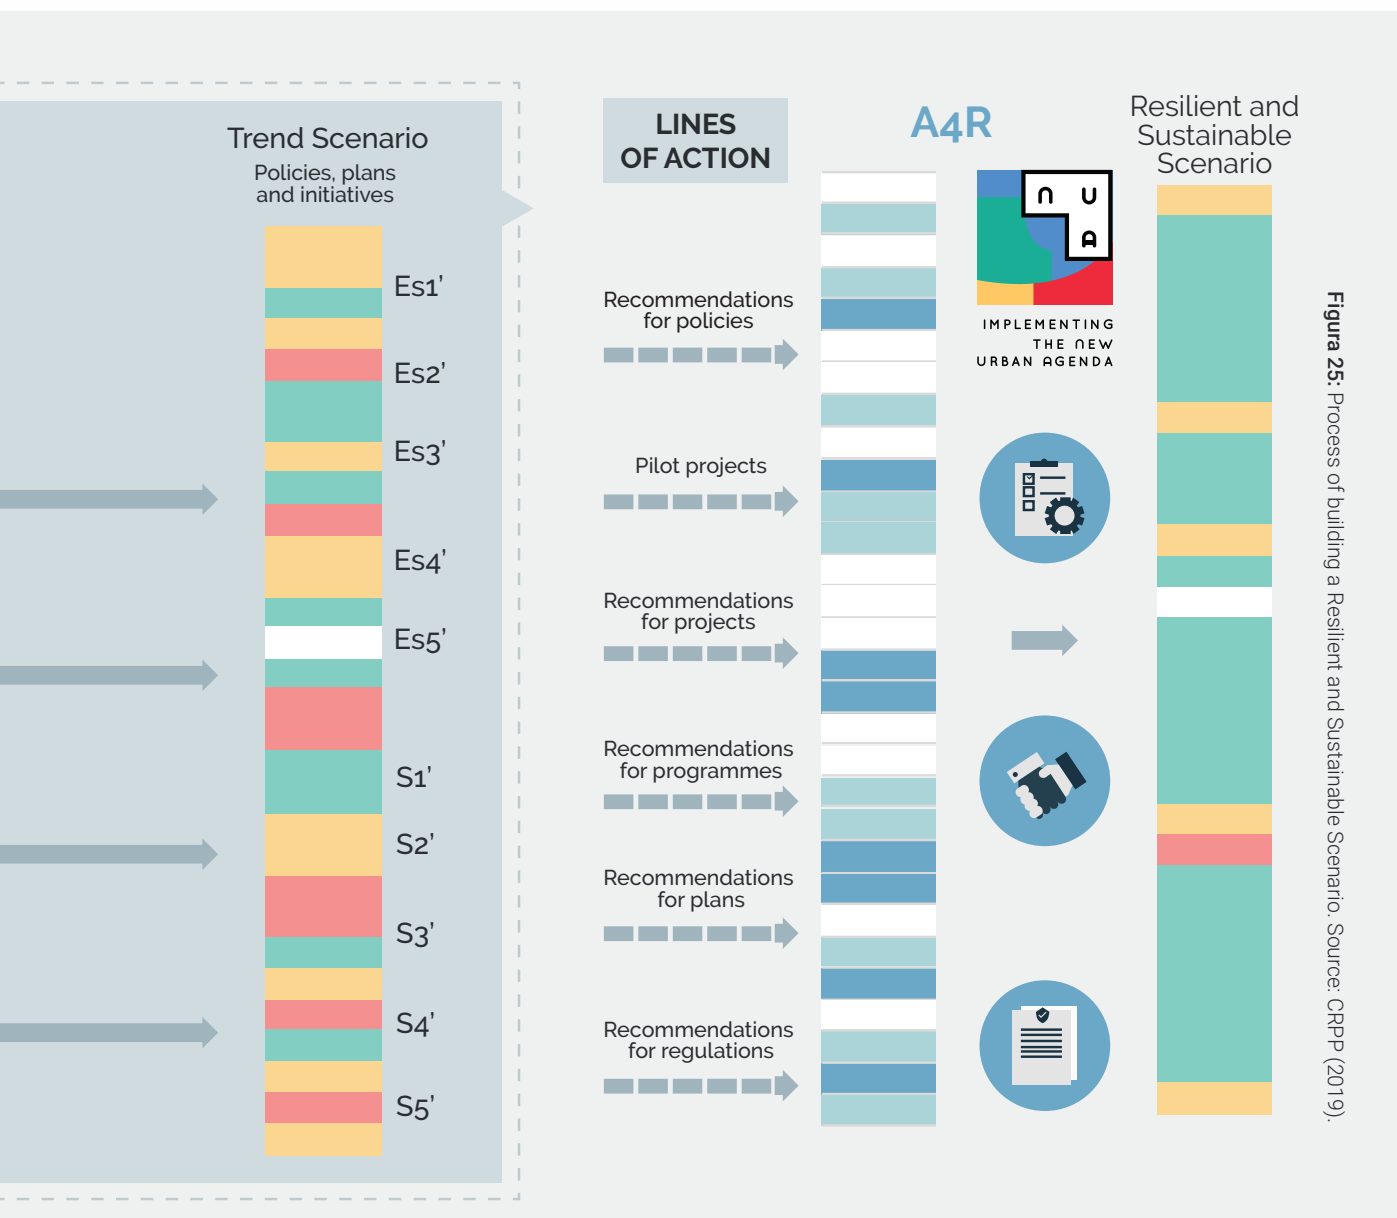 Trend Scenario
Policies, plans
and initiatives
Es1’
Es2’
Es3’
Es4’
Es5’
S1’
S2’
S3’
S4’
S5’
LINES
OF ACTION
Recommendations
for policies
Pilot projects
Recommendations
for projects
Recommendations
for programmes
Recommendations
for plans
Recommendations
for regulations
A4R
N U
A
IMPLEMENTING
THE NEW
URBAN AGENDA
Resilient and
Sustainable
Scenario
Figura 25: Process of building a Resilient and Sustainable Scenario. Source: CRPP (2019).